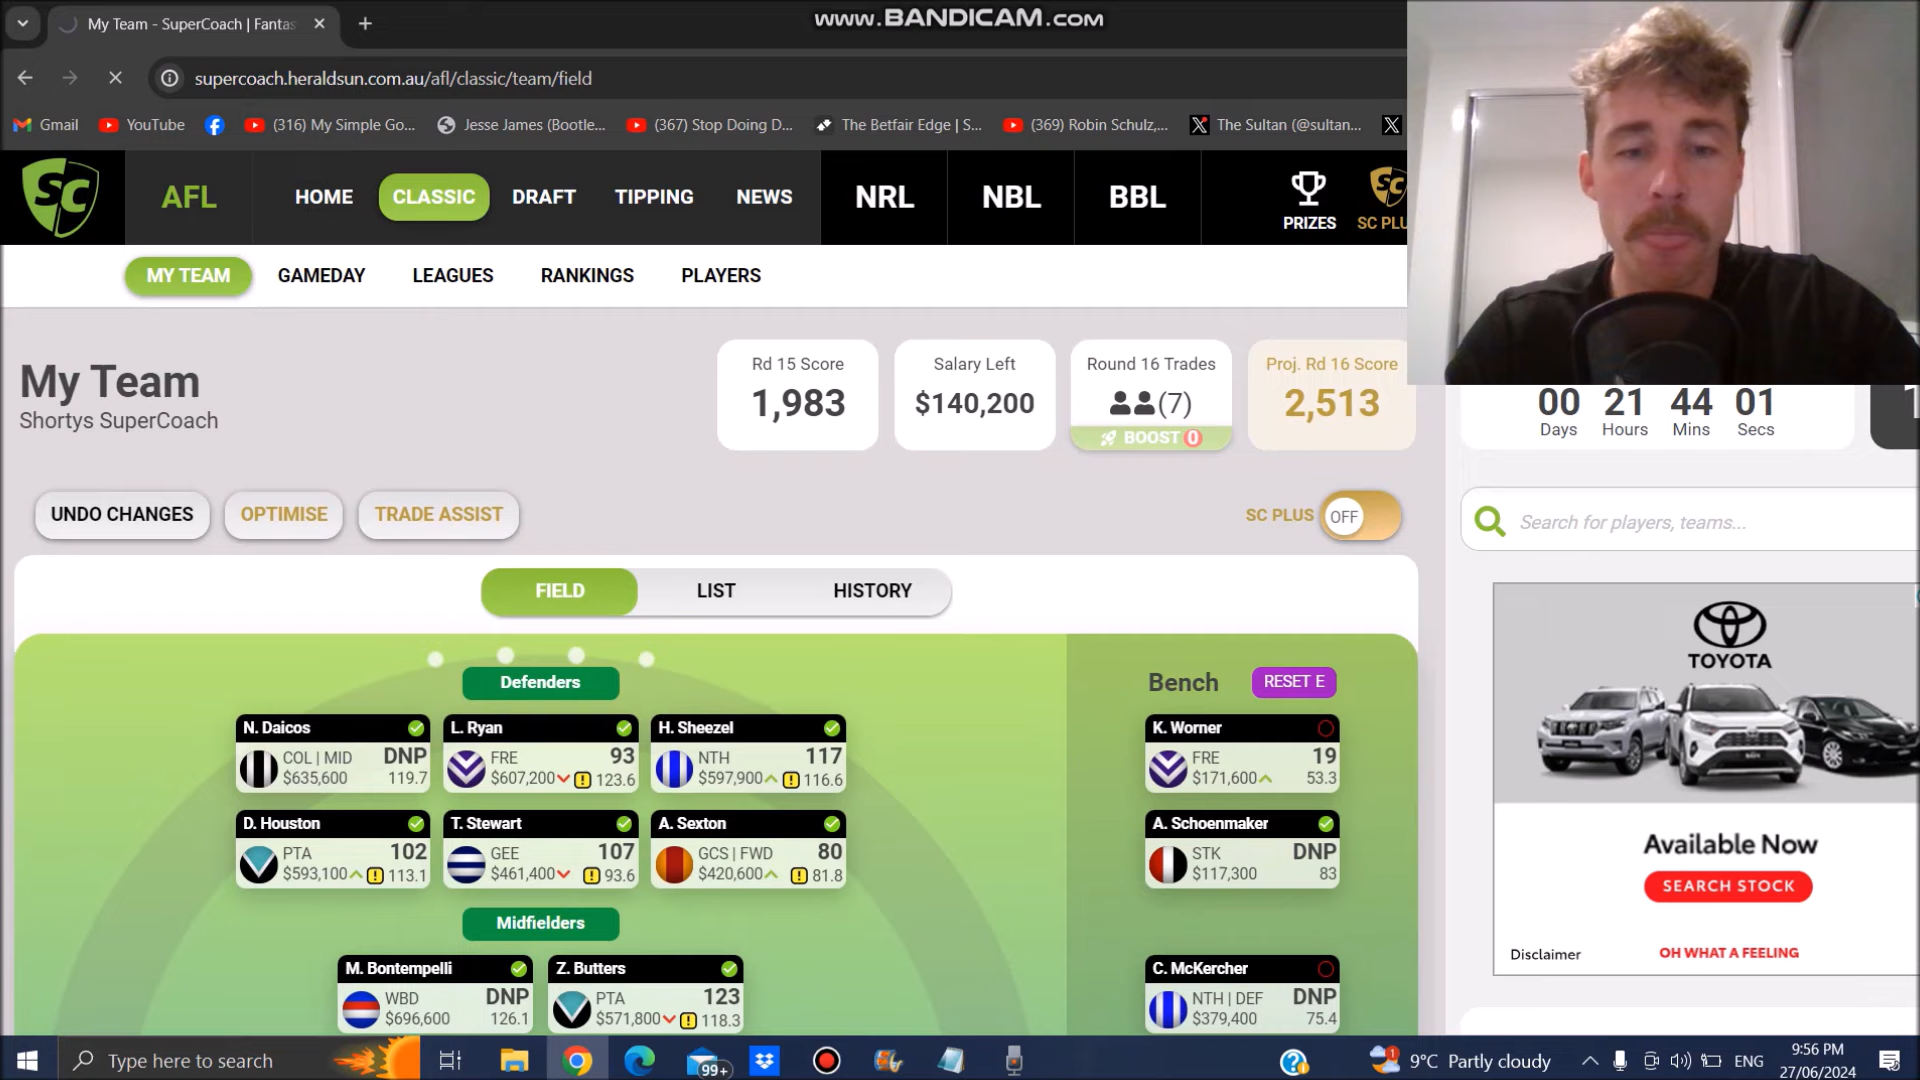 www.BANDICAM.com
My Team - SuperCoach | Fantas
supercoach.heraldsun.com.au/afl/classic/team/field
Gmail YouTube (316) My Simple Go... Jesse James (Bootle... (367) Stop Doing D... The Betfair Edge | S... (369) Robin Schulz,... The Sultan (@sultan...
SC AFL HOME CLASSIC DRAFT TIPPING NEWS NRL NBL BBL PRIZES SC PLU
MY TEAM GAMEDAY LEAGUES RANKINGS PLAYERS
My Team
Shortys SuperCoach
Rd 15 Score
1,983
Salary Left
$140,200
Round 16 Trades
(7)
BOOST 0
Proj. Rd 16 Score
2,513
00 21 44 01
Days Hours Mins Secs
UNDO CHANGES OPTIMISE TRADE ASSIST SC PLUS OFF
Search for players, teams...
FIELD LIST HISTORY
Defenders
Bench RESET E
N. Daicos
COL | MID DNP
$635,600 119.7
L. Ryan
FRE 93
$607,200 123.6
H. Sheezel
NTH 117
$597,900 116.6
K. Worner
FRE 19
$171,600 53.3
D. Houston
PTA 102
$593,100 113.1
T. Stewart
GEE 107
$461,400 93.6
A. Sexton
GCS | FWD 80
$420,600 81.8
A. Schoenmaker
STK DNP
$117,300 83
Midfielders
M. Bontempelli
WBD DNP
$696,600 126.1
Z. Butters
PTA 123
$571,800 118.3
C. McKercher
NTH | DEF DNP
$379,400 75.4
TOYOTA
Available Now
SEARCH STOCK
Disclaimer OH WHAT A FEELING
Type here to search
99+
1
9°C Partly cloudy
ENG
9:56 PM
27/06/2024